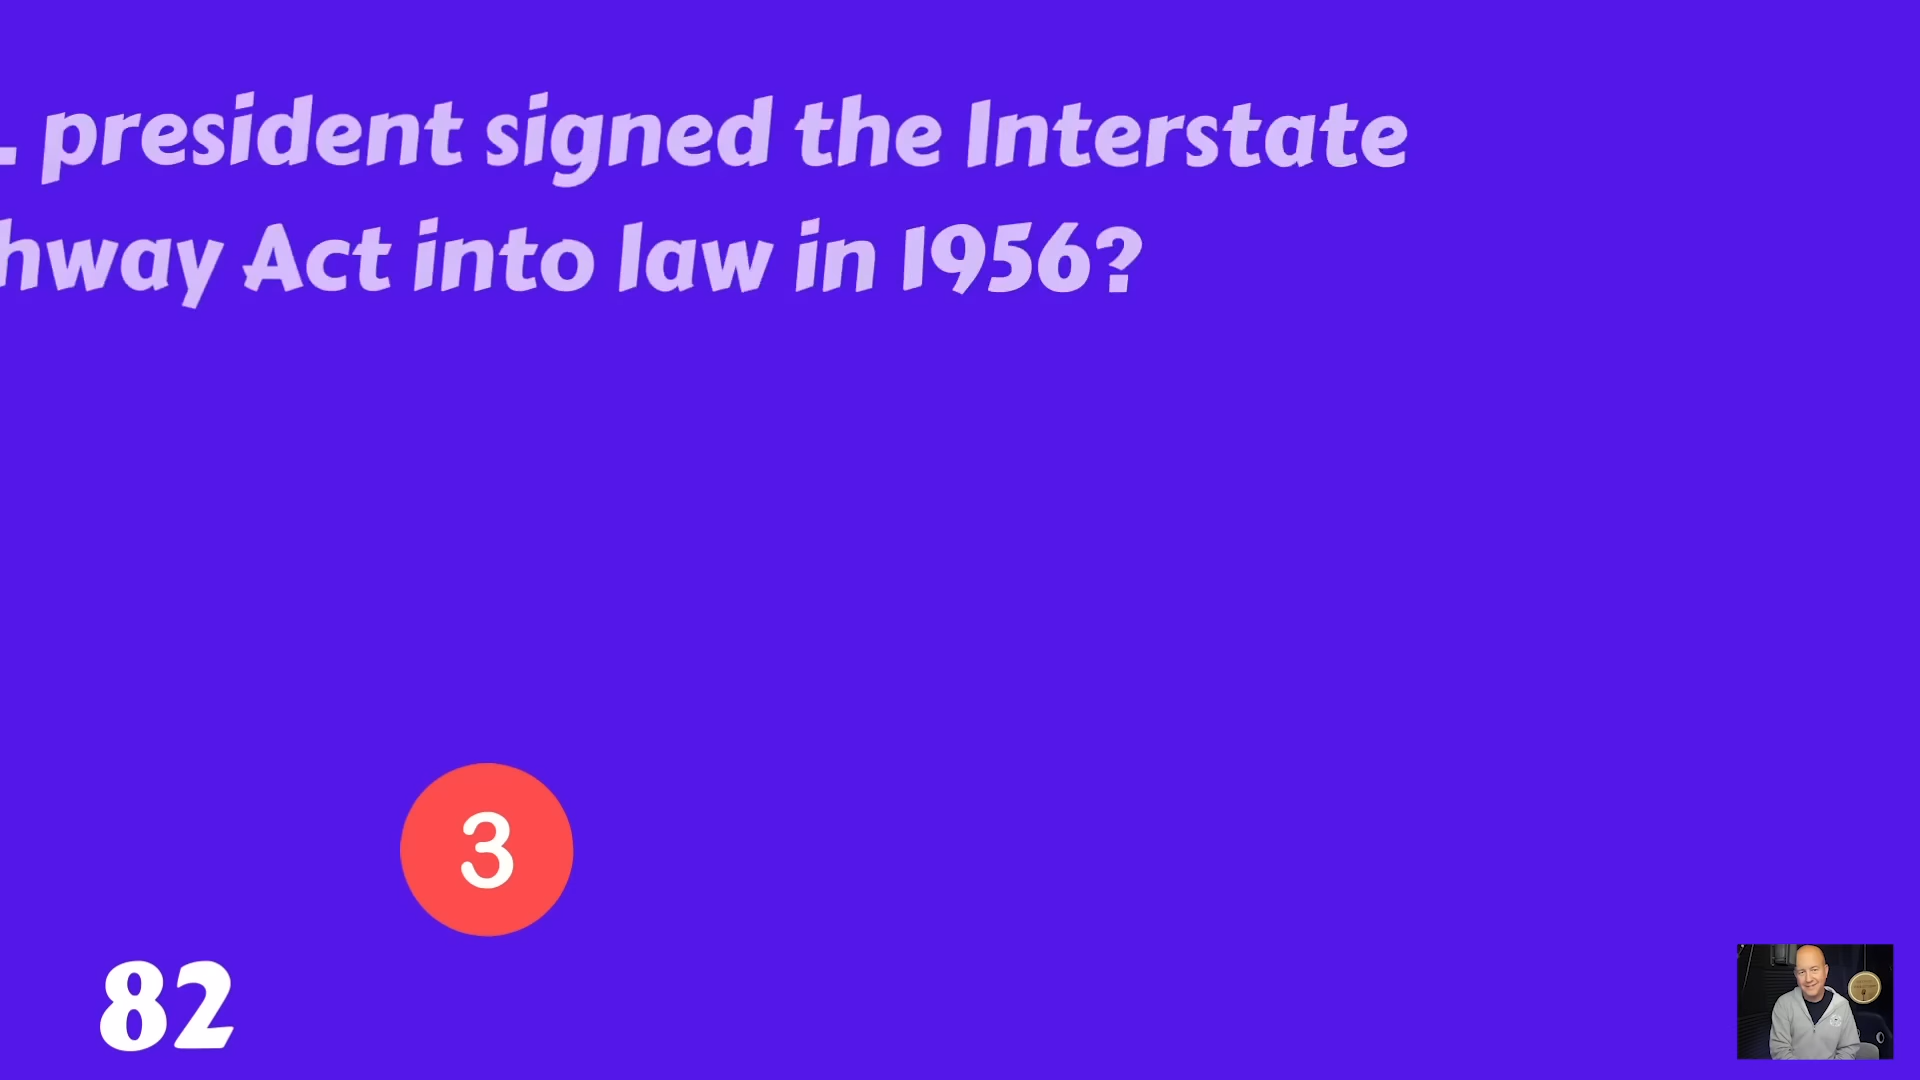 . president signed the Interstate
hway Act into law in 1956?
3
82